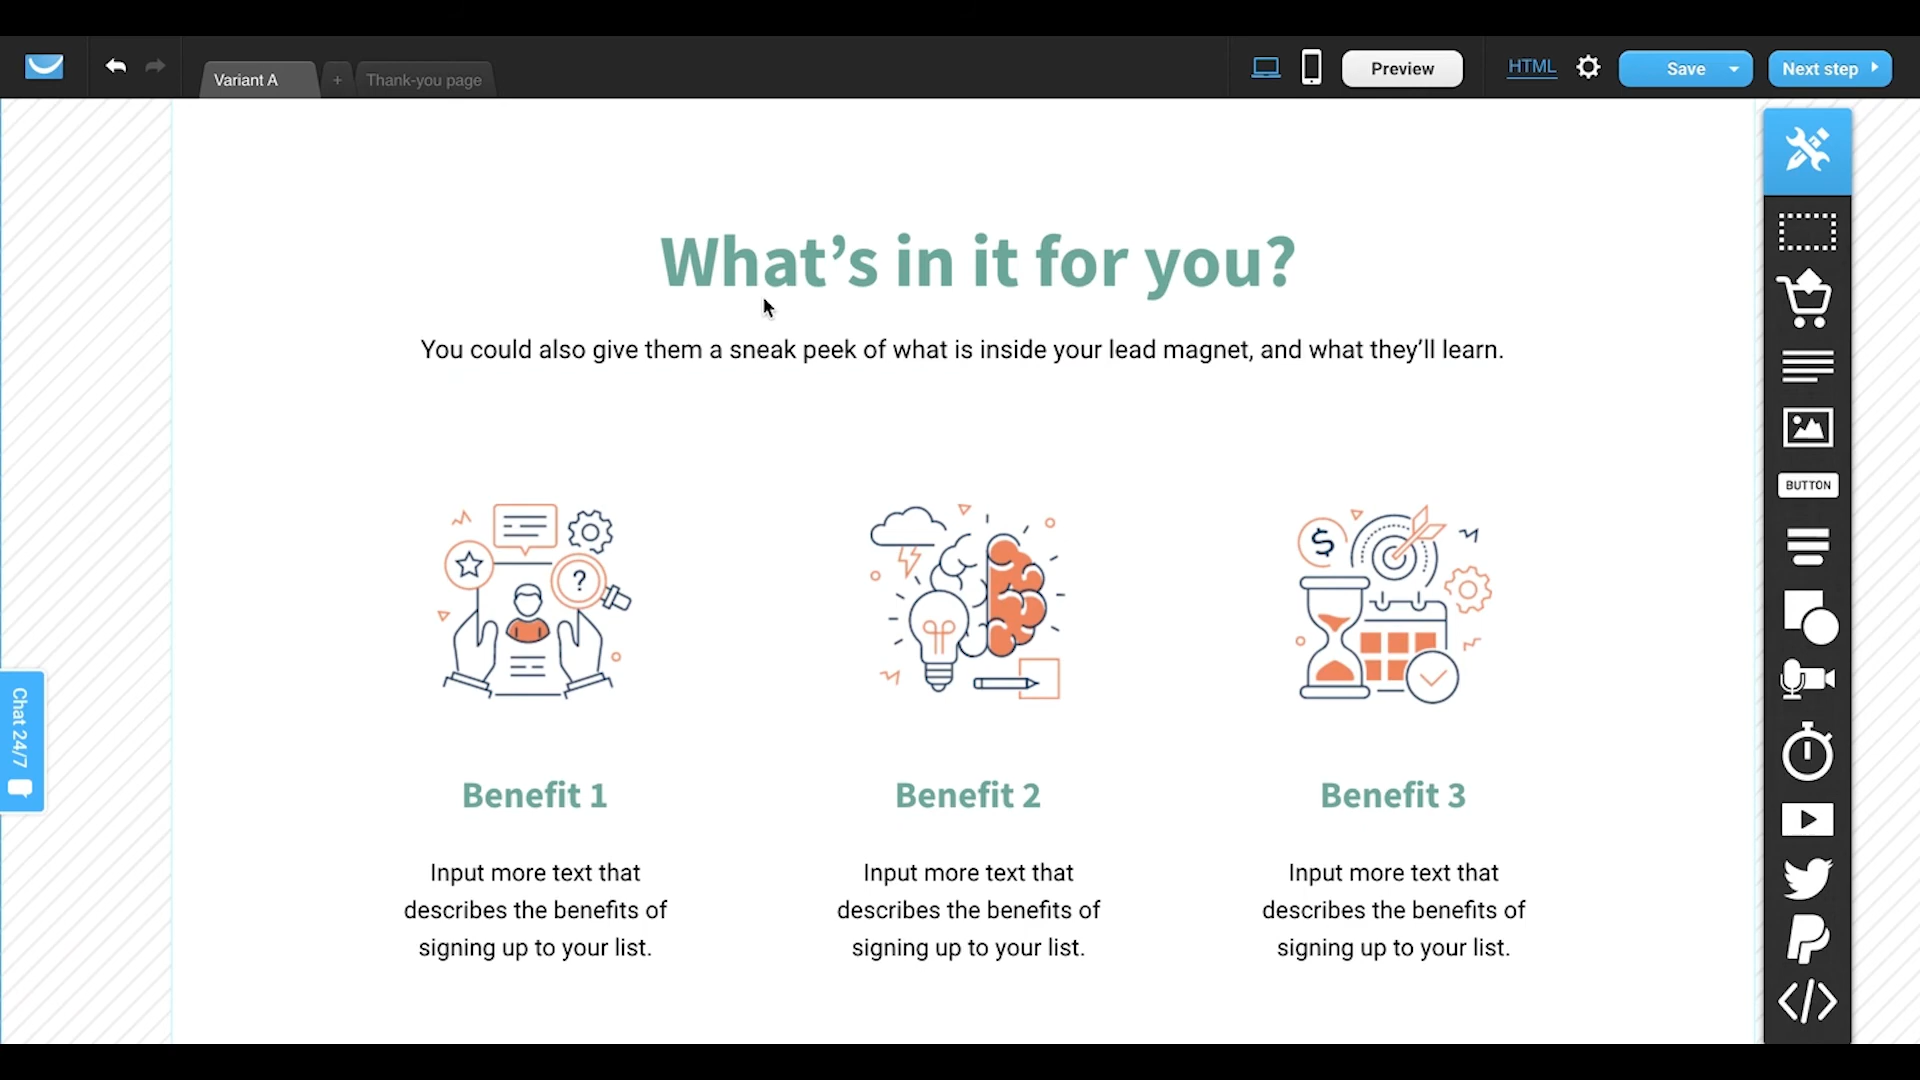 Variant A
+
Thank-you page
Preview
HTML
Save
Next step
What's in it for you?
You could also give them a sneak peek of what is inside your lead magnet, and what they'll learn.
?
$
Benefit 1
Benefit 2
Benefit 3
Input more text that
describes the benefits of
signing up to your list.
Input more text that
describes the benefits of
signing up to your list.
Input more text that
describes the benefits of
signing up to your list.
BUTTON
Chat 24/7